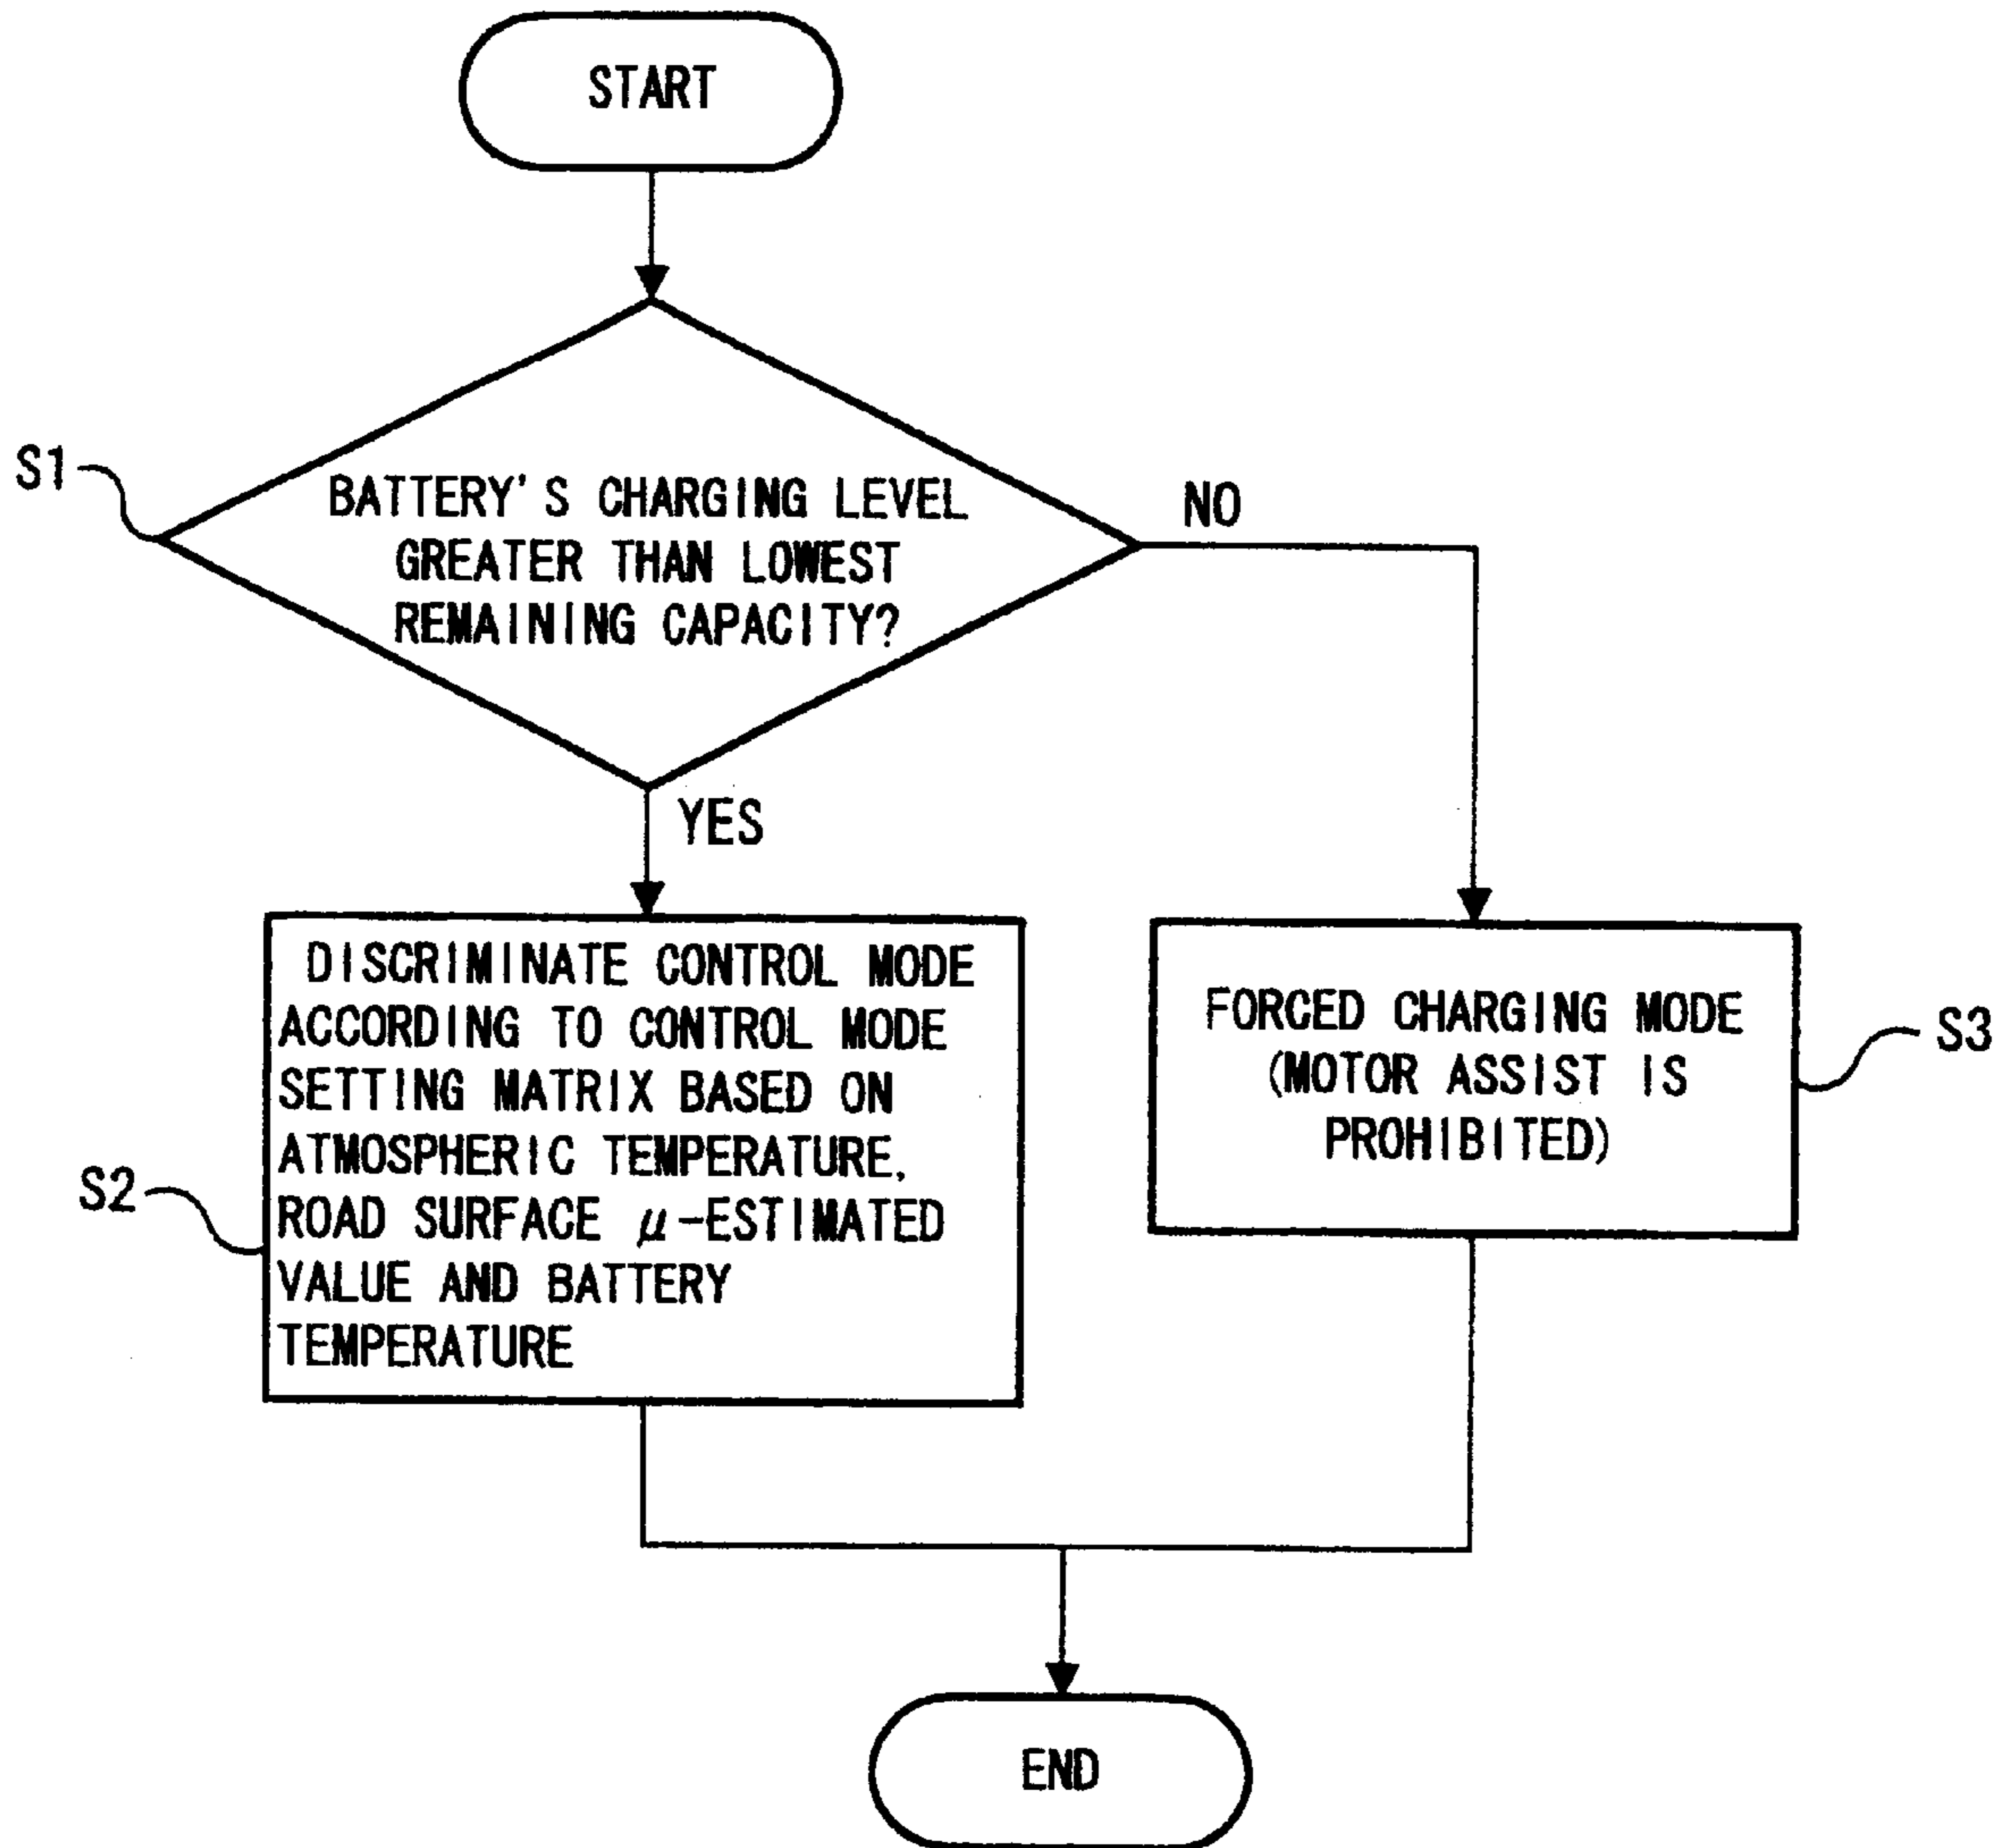 START
S1
BATTERY'S CHARGING LEVEL
GREATER THAN LOWEST
REMAINING CAPACITY?
NO
YES
DISCRIMINATE CONTROL MODE
ACCORDING TO CONTROL MODE
SETTING MATRIX BASED ON
ATMOSPHERIC TEMPERATURE,
ROAD SURFACE μ-ESTIMATED
VALUE AND BATTERY
TEMPERATURE
S2
FORCED CHARGING MODE
(MOTOR ASSIST IS
PROHIBITED)
S3
END